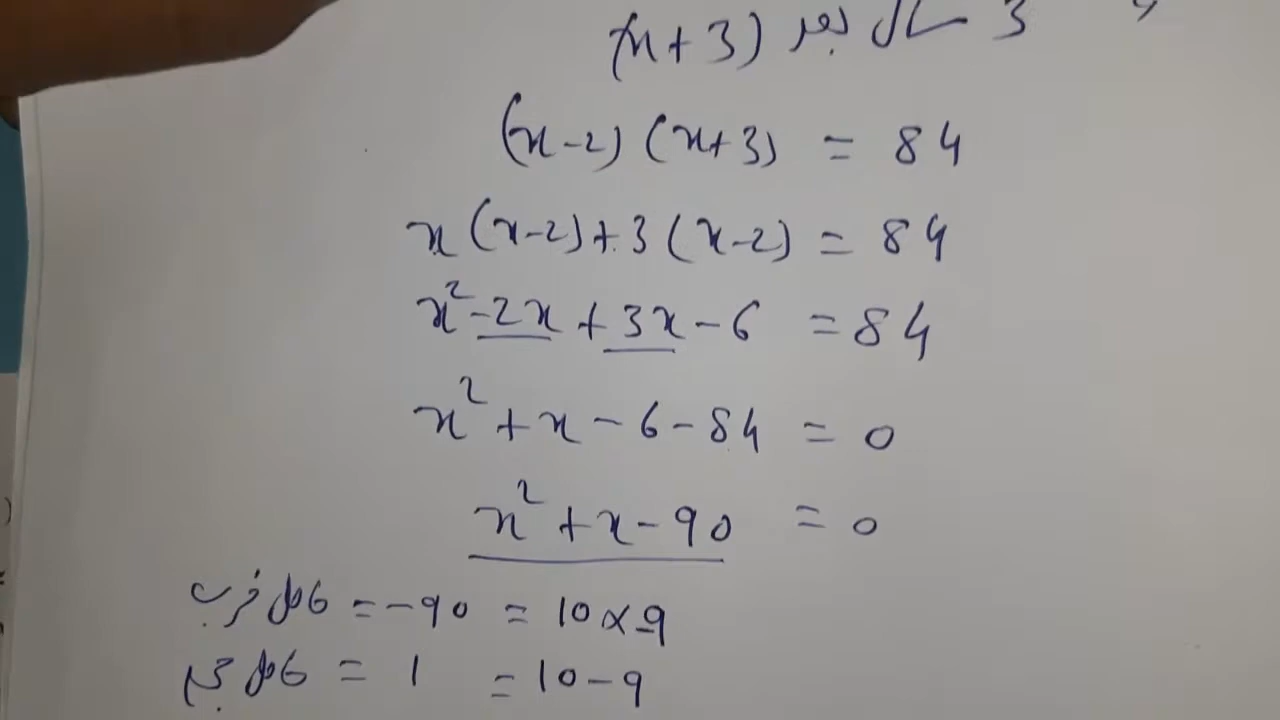 3 سال بعد (x+3)
(x-2) (x+3) = 84
x(x-2)+3(x-2) = 84
x²-2x+3x-6 = 84
x²+x-6-84 = 0
x²+x-90 = 0
حاصل ضرب = -90 = 10×-9
حاصل جمع = 1 = 10-9